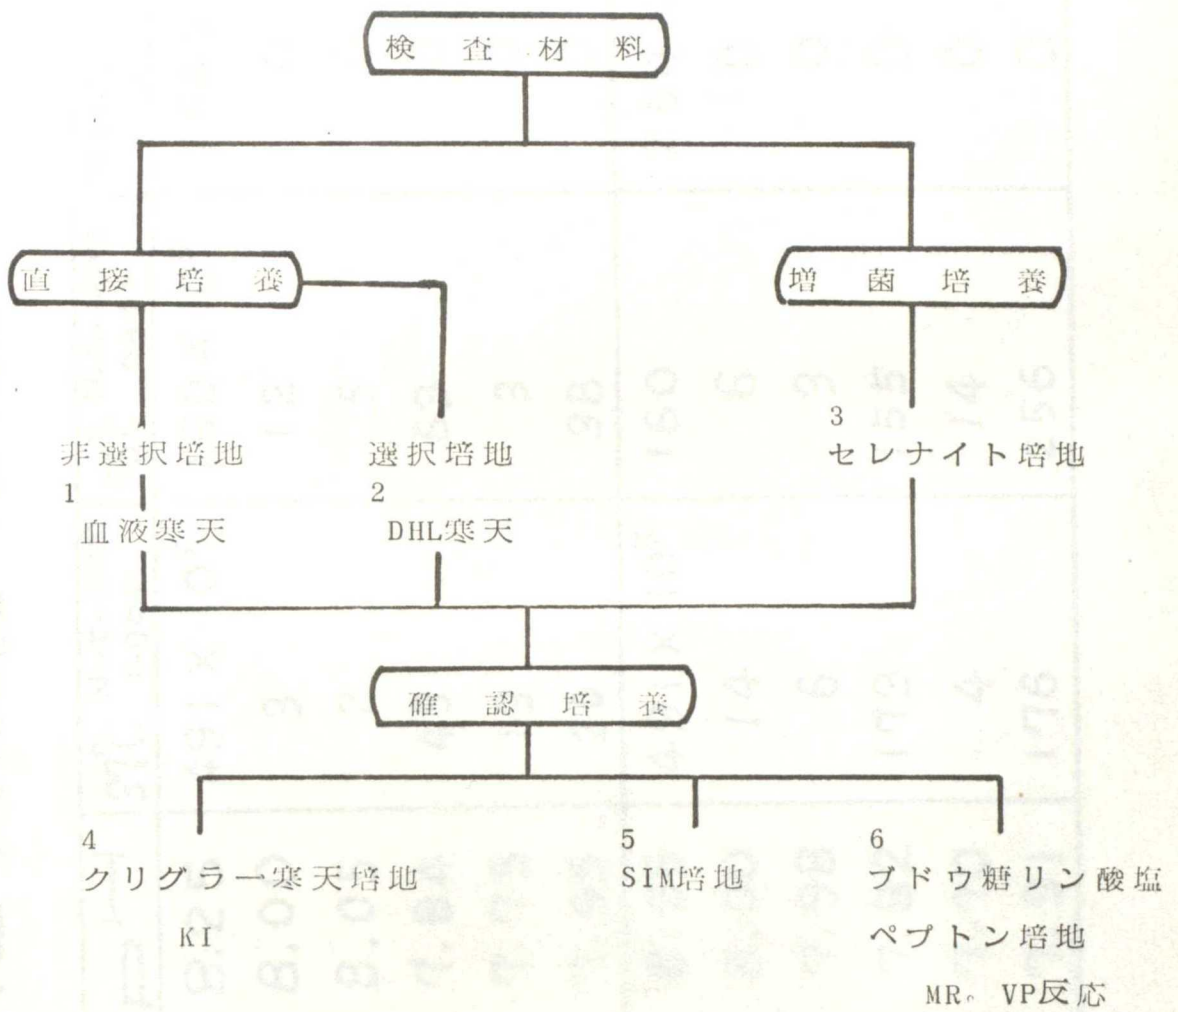 検査材料
直接培養
増菌培養
非選択培地
1
血液寒天
選択培地
2
DHL寒天
3
セレナイト培地
確認培養
4
クリグラー寒天培地
KI
5
SIM培地
6
ブドウ糖リン酸塩
ペプトン培地
MR。VP反応